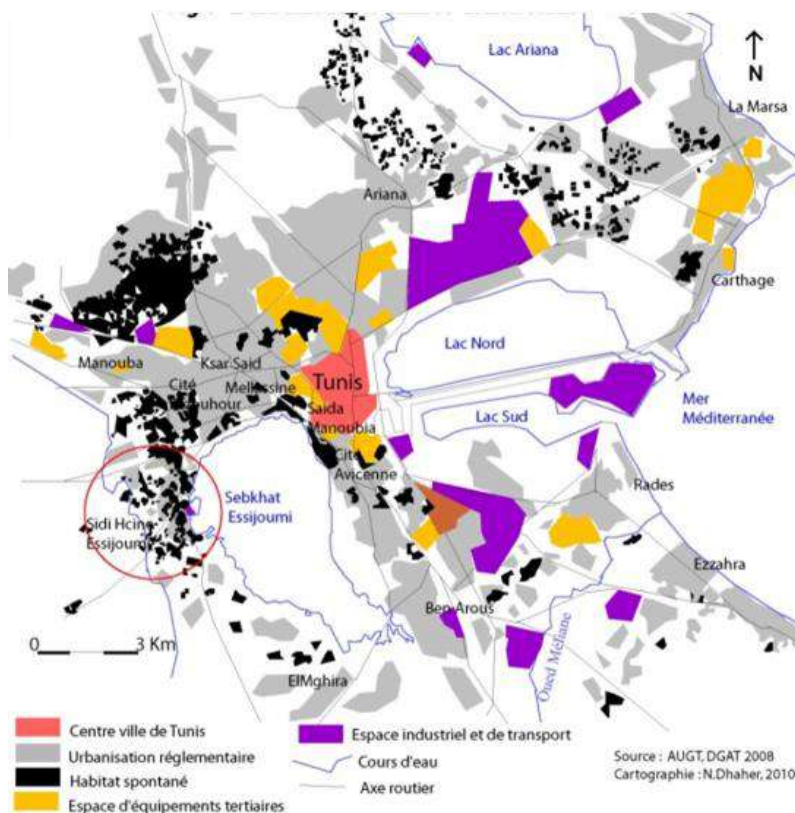 Lac Ariana
N
La Marsa
Ariana
Carthage
Lac Nord
Manouba
Ksar Said
Cité
Mellassine
Tunis
Saida
Manoubia
Lac Sud
Mer
Méditerranée
Cité
Avicenne
Sebkhat
Essijoumi
Sidi Hcine
Essijoumi
Rades
Ezzahra
Ben Arous
Oued Méliane
0 3 Km
ElMghira
Centre ville de Tunis
Urbanisation réglementaire
Habitat spontané
Espace d'équipements tertiaires
Espace industriel et de transport
Cours d'eau
Axe routier
Source : AUGT, DGAT 2008
Cartographie : N.Dhaher, 2010